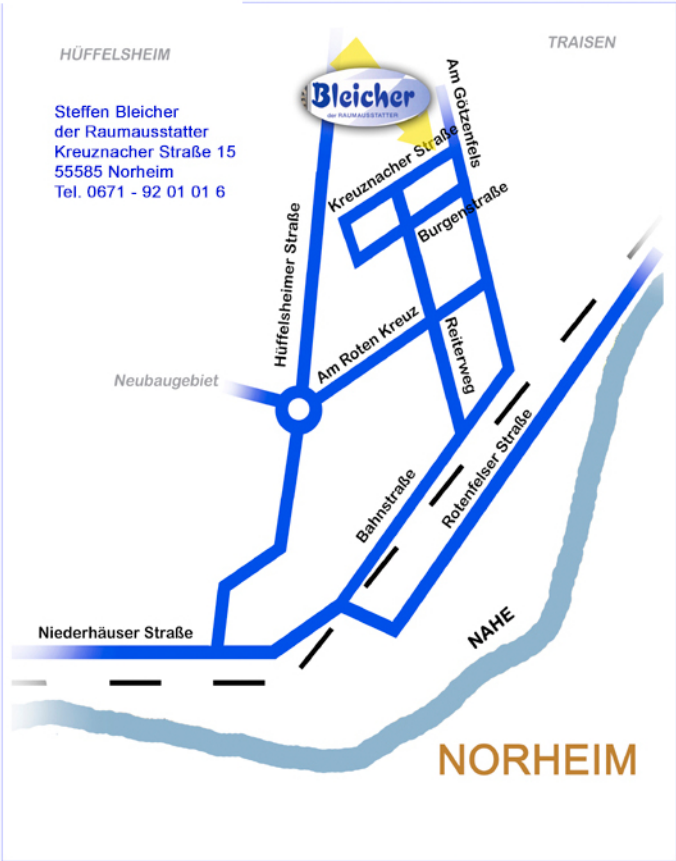 HÜFFELSHEIM
TRAISEN
Steffen Bleicher
der Raumausstatter
Kreuznacher Straße 15
55585 Norheim
Tel. 0671 - 92 01 01 6
Bleicher
der RAUMAUSSTATTER
Am Götzenfels
Kreuznacher Straße
Burgenstraße
Hüffelsheimer Straße
Am Roten Kreuz
Reiterweg
Neubaugebiet
Bahnstraße
Rotenfelser Straße
Niederhäuser Straße
NAHE
NORHEIM